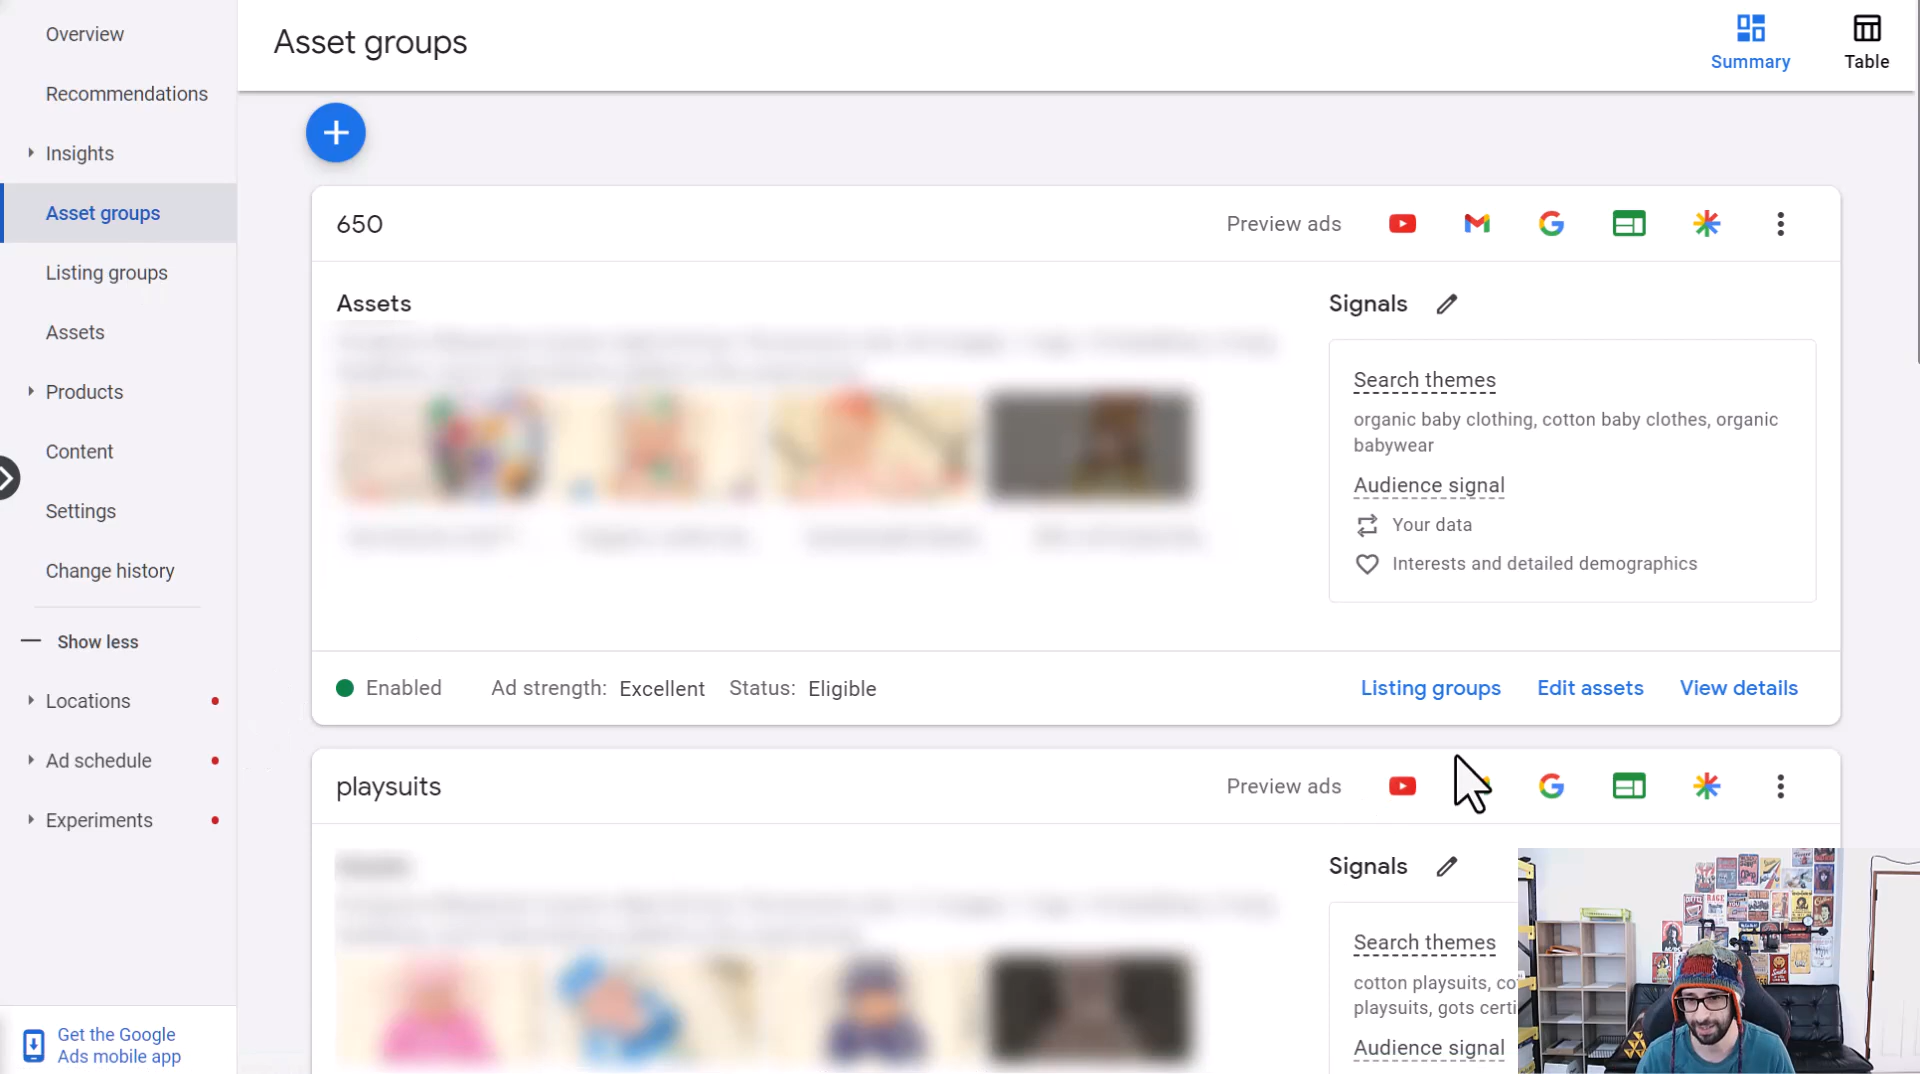 Overview
Recommendations
Insights
Asset groups
Listing groups
Assets
Products
Content
Settings
Change history
Show less
Locations
Ad schedule
Experiments
Get the Google
Ads mobile app
Asset groups
Summary
Table
650
Preview ads
Assets
Signals
Search themes
organic baby clothing, cotton baby clothes, organic
babywear
Audience signal
Your data
Interests and detailed demographics
Enabled
Ad strength: Excellent
Status: Eligible
Listing groups
Edit assets
View details
playsuits
Preview ads
Signals
Search themes
cotton playsuits, co
playsuits, gots certi
Audience signal